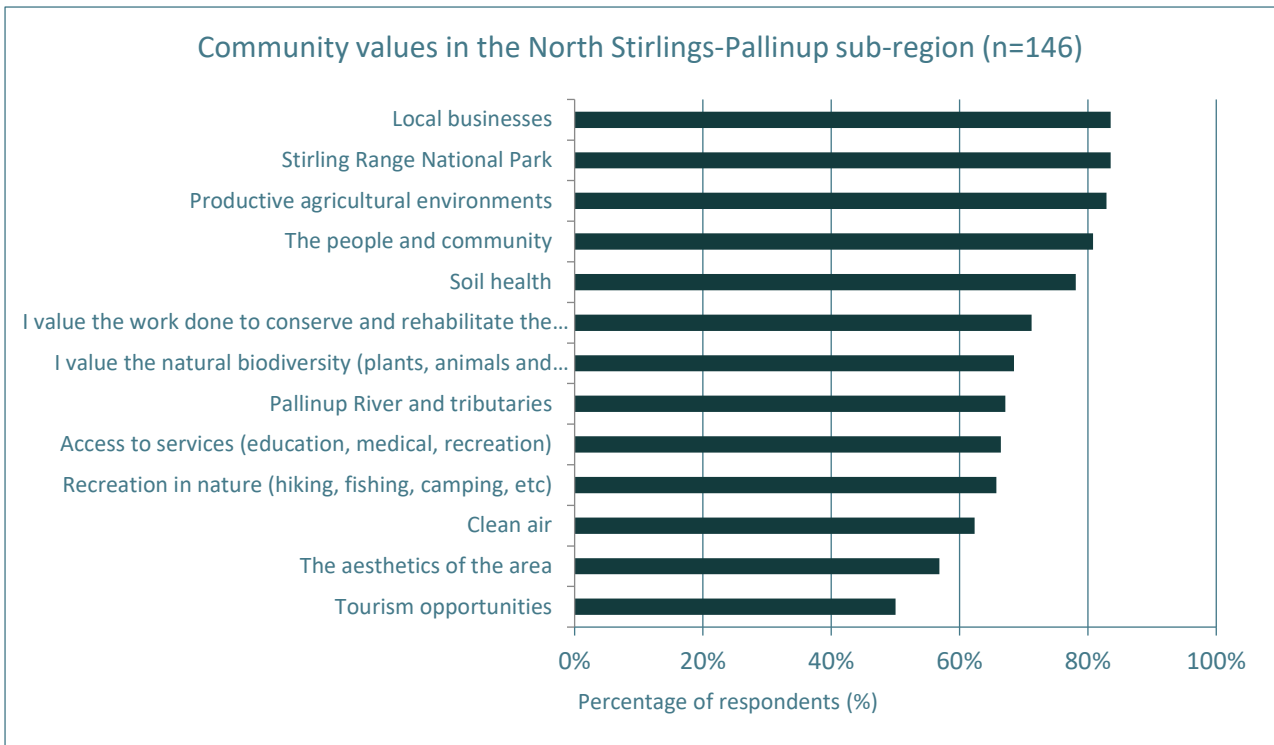 Community values in the North Stirlings-Pallinup sub-region (n=146)
Local businesses
Stirling Range National Park
Productive agricultural environments
The people and community
Soil health
I value the work done to conserve and rehabilitate the…
I value the natural biodiversity (plants, animals and…
Pallinup River and tributaries
Access to services (education, medical, recreation)
Recreation in nature (hiking, fishing, camping, etc)
Clean air
The aesthetics of the area
Tourism opportunities
0% 20% 40% 60% 80% 100%
Percentage of respondents (%)